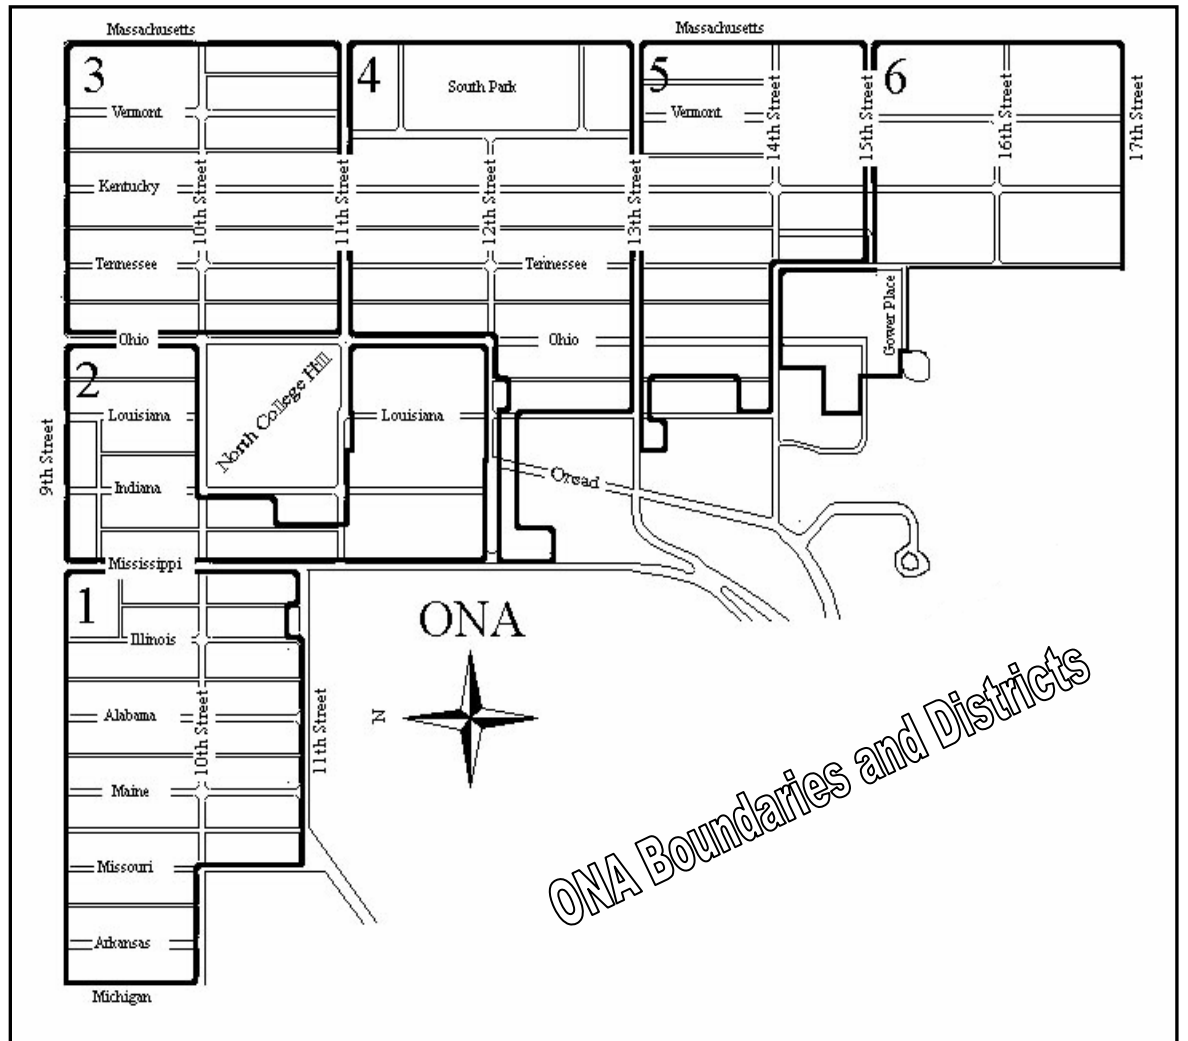 Massachusetts
Massachusetts
3
4
South Park
5
6
Vermont
Vermont
14th Street
15th Street
16th Street
17th Street
Kentucky
10th Street
11th Street
12th Street
13th Street
Tennessee
Tennessee
Gower Place
Ohio
Ohio
2
North College Hill
Louisiana
Louisiana
9th Street
Indiana
Oread
Mississippi
1
ONA
Illinois
N
Alabama
10th Street
11th Street
Maine
ONA Boundaries and Districts
Missouri
Arkansas
Michigan